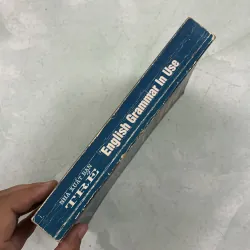 English Grammar In Use
NHÀ XUẤT BẢN
TRẺ